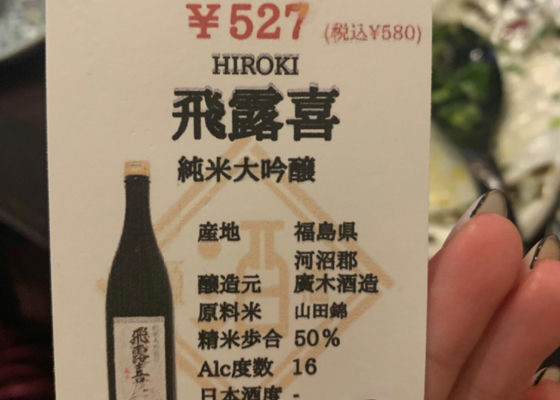 ¥527 (税込¥580)
HIROKI
飛露喜
純米大吟醸
産地 福島県
河沼郡
醸造元 廣木酒造
原料米 山田錦
精米歩合 50%
Alc度数 16
日本酒度 -
飛露喜
酒